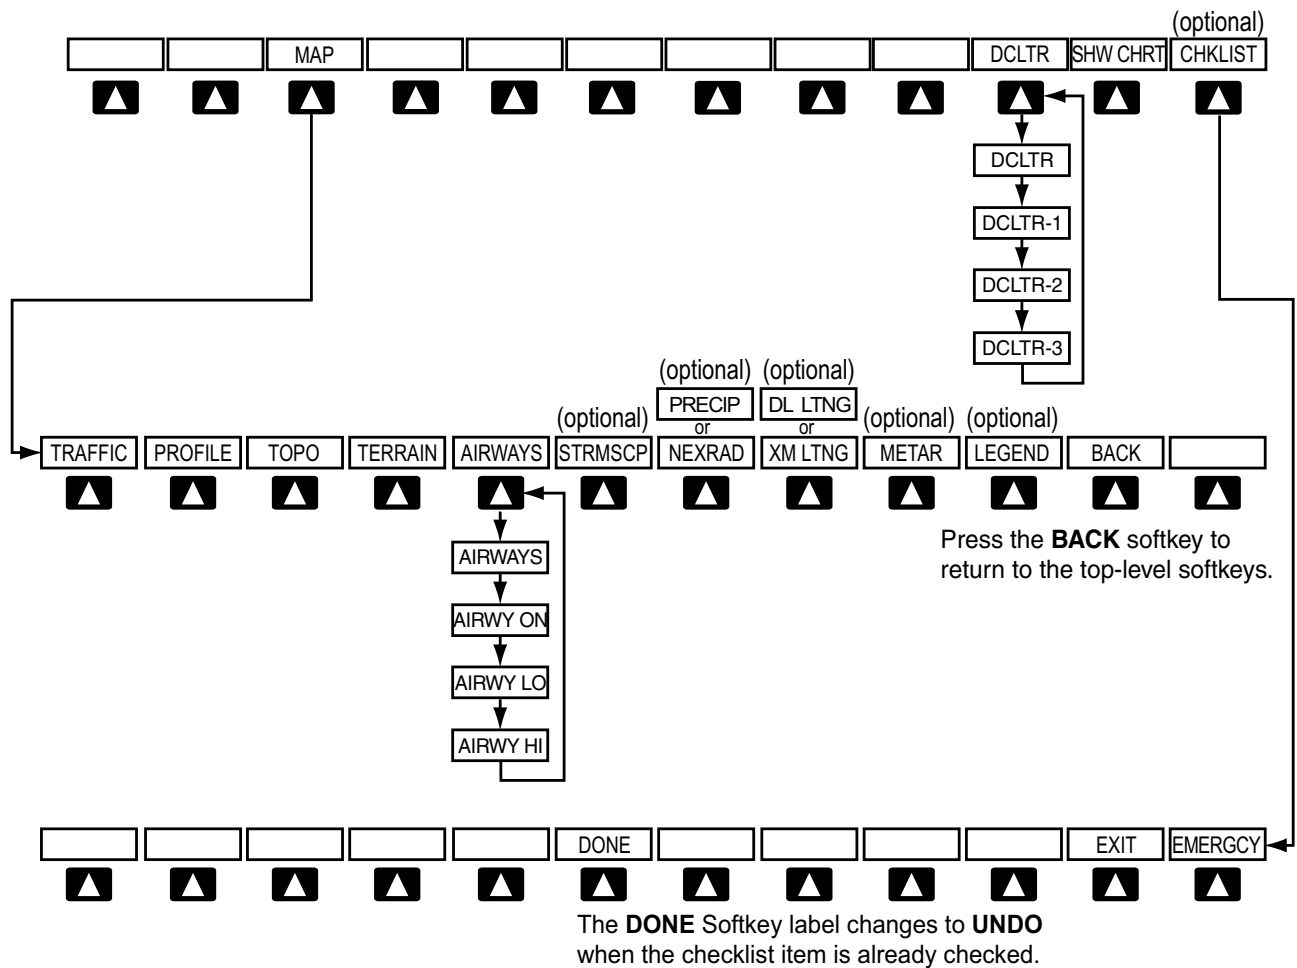 (optional)
MAP
DCLTR
SHW CHRT
CHKLIST
DCLTR
DCLTR-1
DCLTR-2
DCLTR-3
(optional)
(optional)
PRECIP
DL LTNG
(optional)
or
or
(optional)
(optional)
TRAFFIC
PROFILE
TOPO
TERRAIN
AIRWAYS
STRMSCP
NEXRAD
XM LTNG
METAR
LEGEND
BACK
Press the BACK softkey to
return to the top-level softkeys.
AIRWAYS
AIRWY ON
AIRWY LO
AIRWY HI
DONE
EXIT
EMERGCY
The DONE Softkey label changes to UNDO
when the checklist item is already checked.